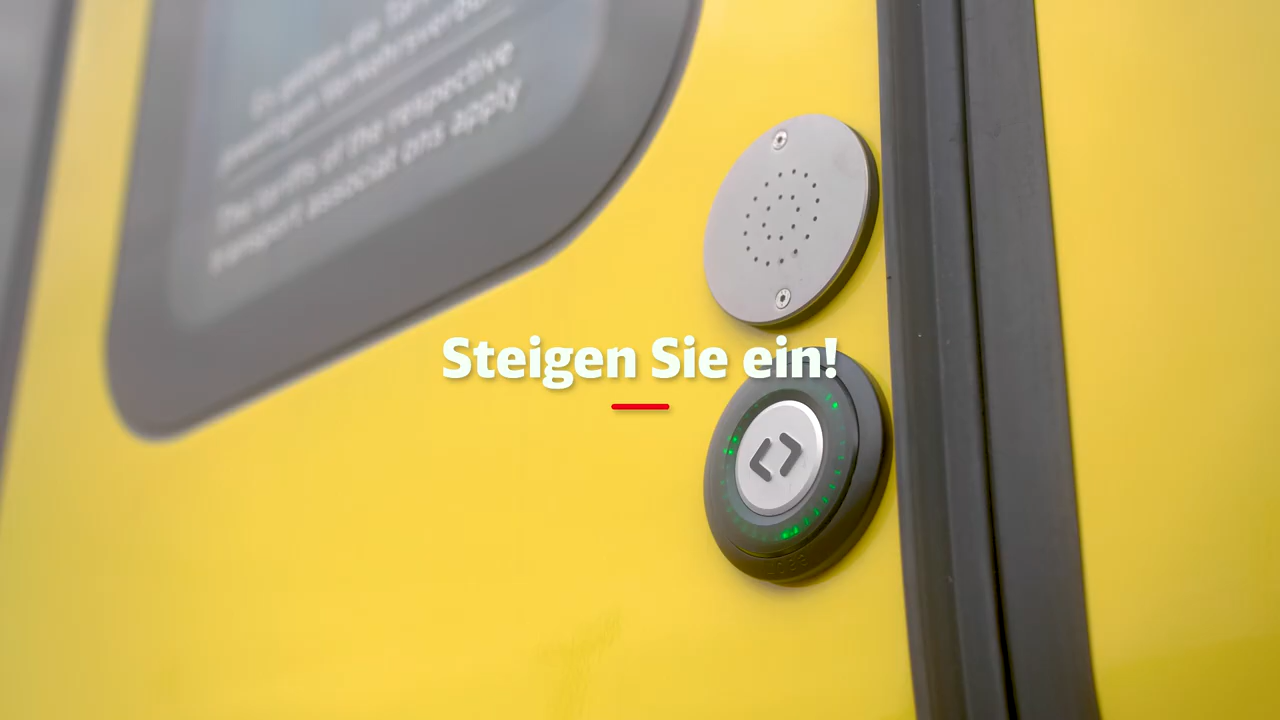 Es gelten die Tarife der
jeweiligen Verkehrsverbünde
The tariffs of the respective
transport associations apply
Steigen Sie ein!